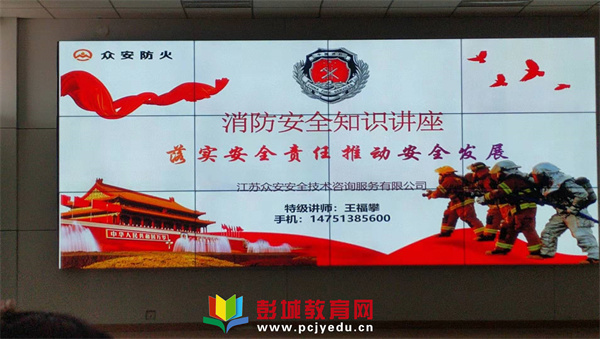 众安防火
消防安全知识讲座
落实安全责任推动安全发展
江苏众安安全技术咨询服务有限公司
特级讲师：王福攀
手机：14751385600
彭城教育网
www.pcjyedu.cn